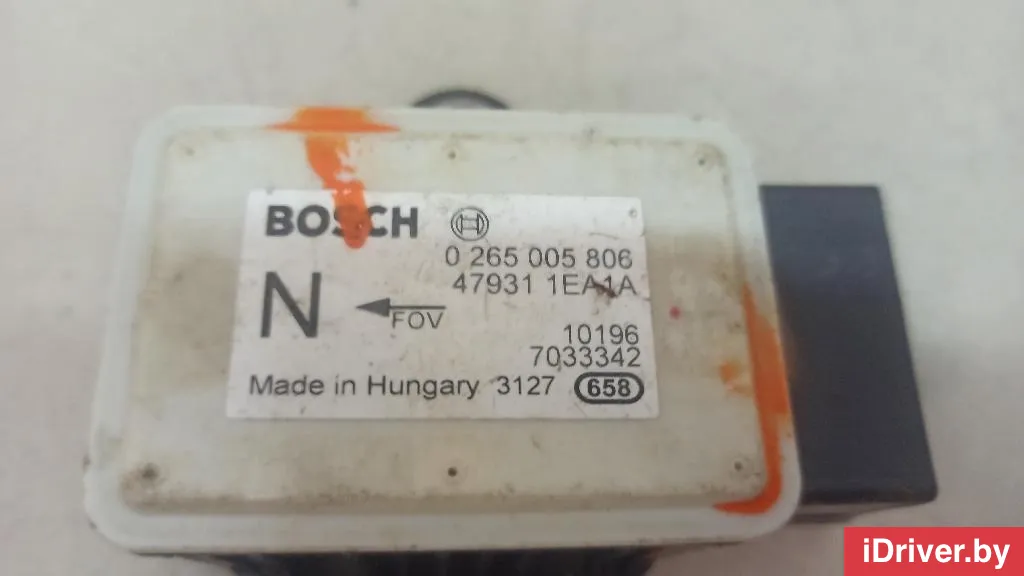 BOSCH
0 265 005 806
47931 1EA1A
N
FOV
10196
7033342
Made in Hungary 3127 658
iDriver.by